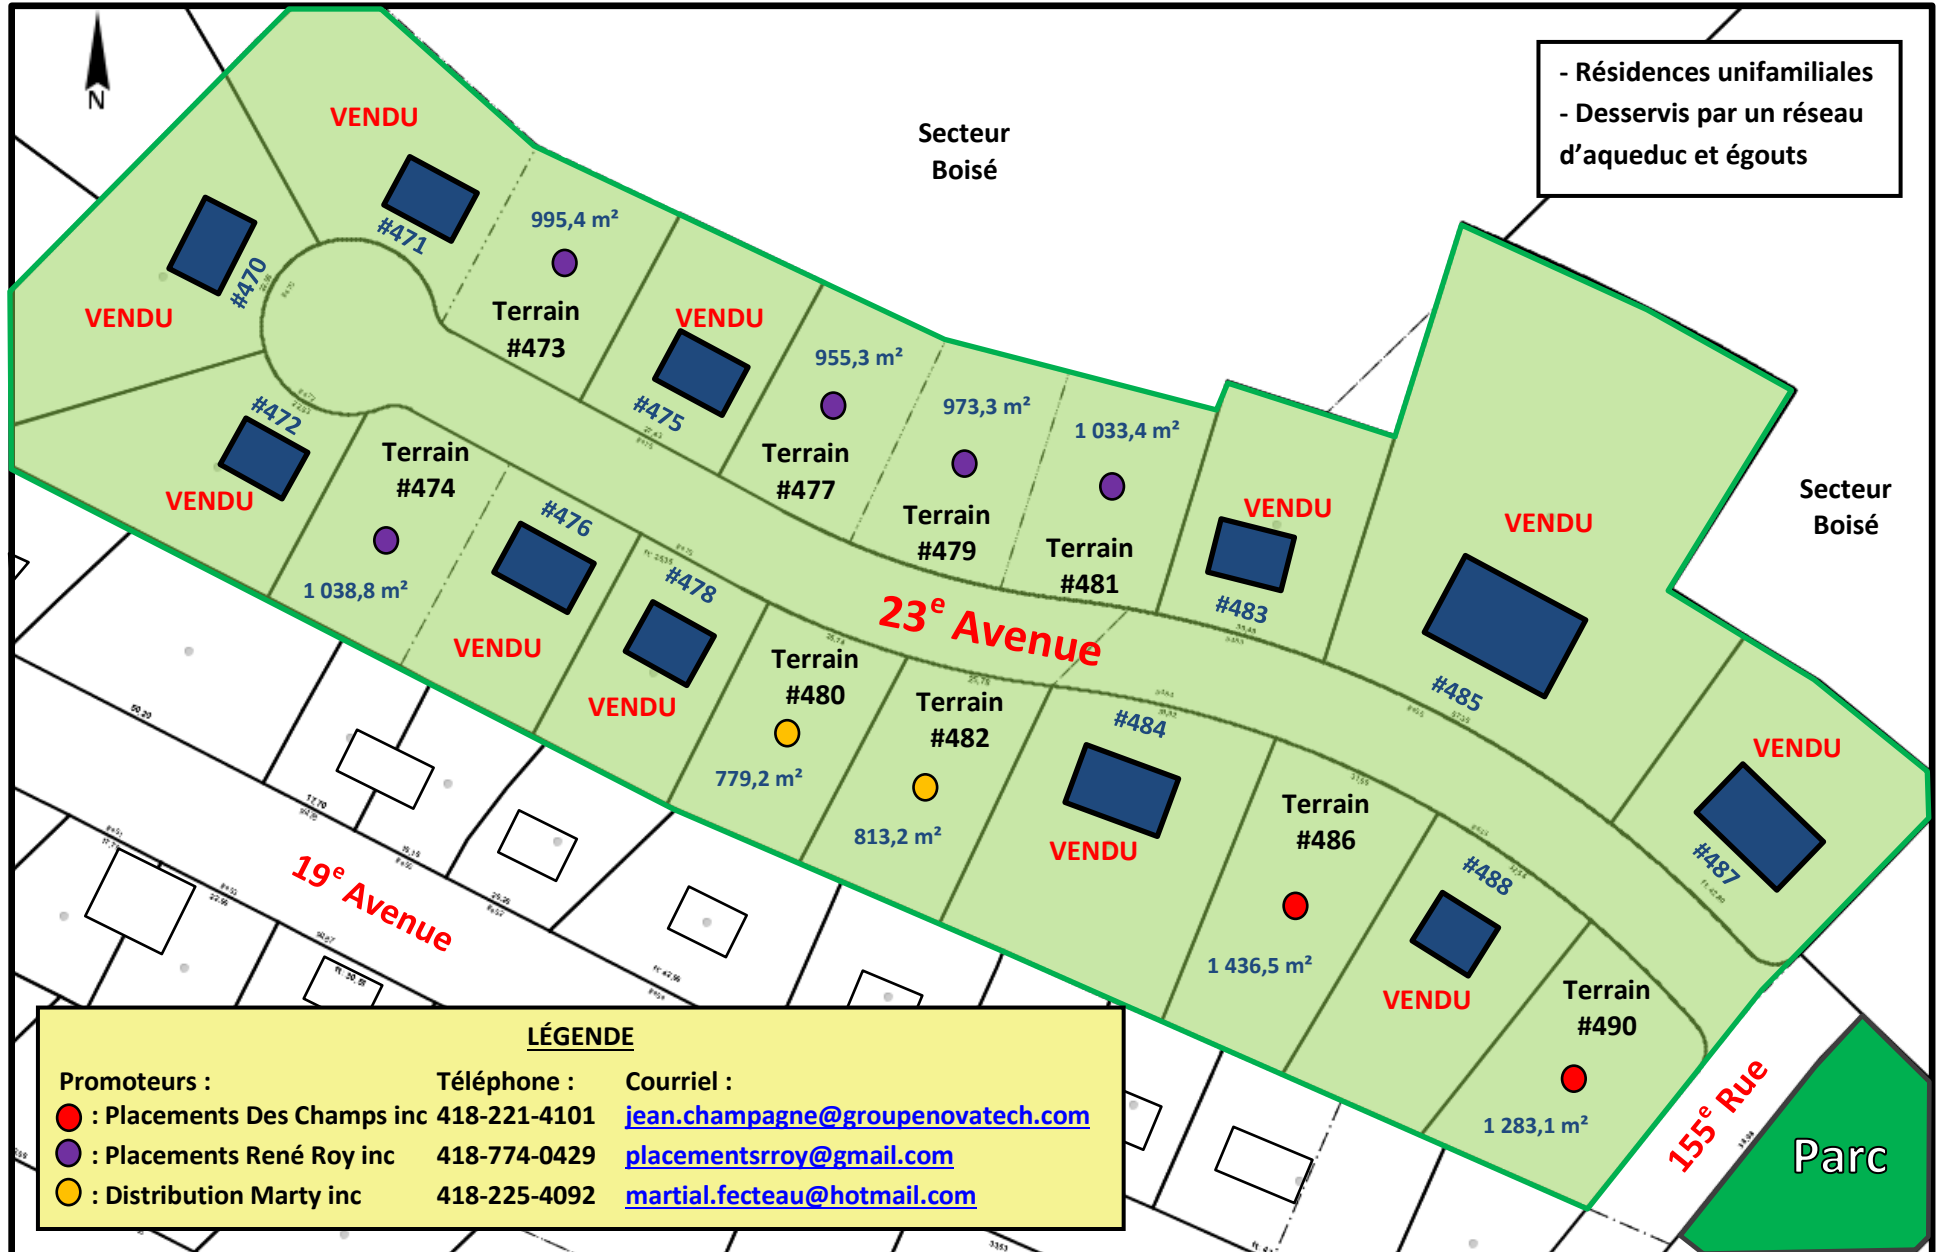 N
- Résidences unifamiliales
- Desservis par un réseau
d'aqueduc et égouts
Secteur
Boisé
VENDU
#471
995,4 m²
Terrain
#473
#470
VENDU
VENDU
#475
955,3 m²
Terrain
#477
973,3 m²
Terrain
#479
1 033,4 m²
Terrain
#481
VENDU
#483
VENDU
#485
Secteur
Boisé
#472
VENDU
Terrain
#474
1 038,8 m²
#476
VENDU
#478
VENDU
23e Avenue
Terrain
#480
779,2 m²
Terrain
#482
813,2 m²
#484
VENDU
Terrain
#486
1 436,5 m²
#488
VENDU
VENDU
#487
Terrain
#490
1 283,1 m²
19e Avenue
155e Rue
Parc
LÉGENDE
Promoteurs : Téléphone : Courriel :
: Placements Des Champs inc 418-221-4101 jean.champagne@groupenovatech.com
: Placements René Roy inc 418-774-0429 placementsrroy@gmail.com
: Distribution Marty inc 418-225-4092 martial.fecteau@hotmail.com